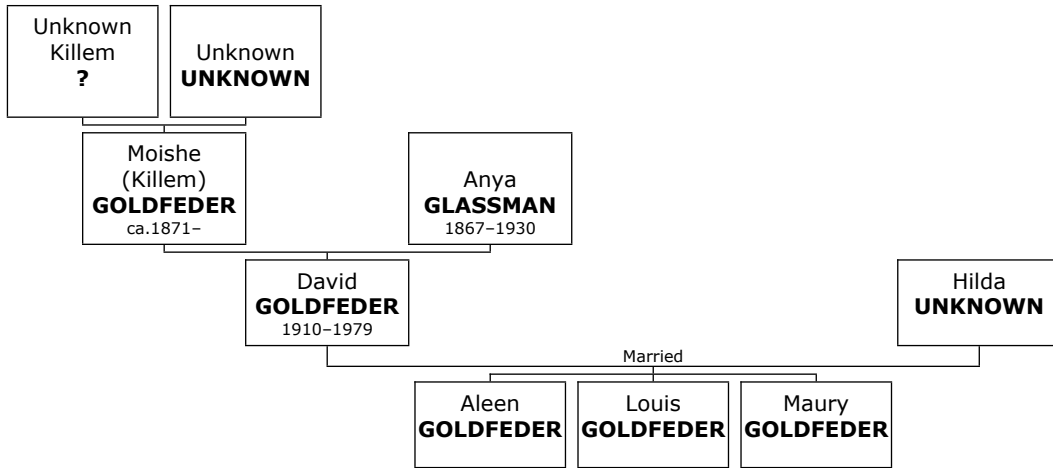 Unknown
Killem
?
Unknown
UNKNOWN
Moishe
(Killem)
GOLDFEDER
ca.1871–
Anya
GLASSMAN
1867–1930
David
GOLDFEDER
1910–1979
Hilda
UNKNOWN
Married
Aleen
GOLDFEDER
Louis
GOLDFEDER
Maury
GOLDFEDER